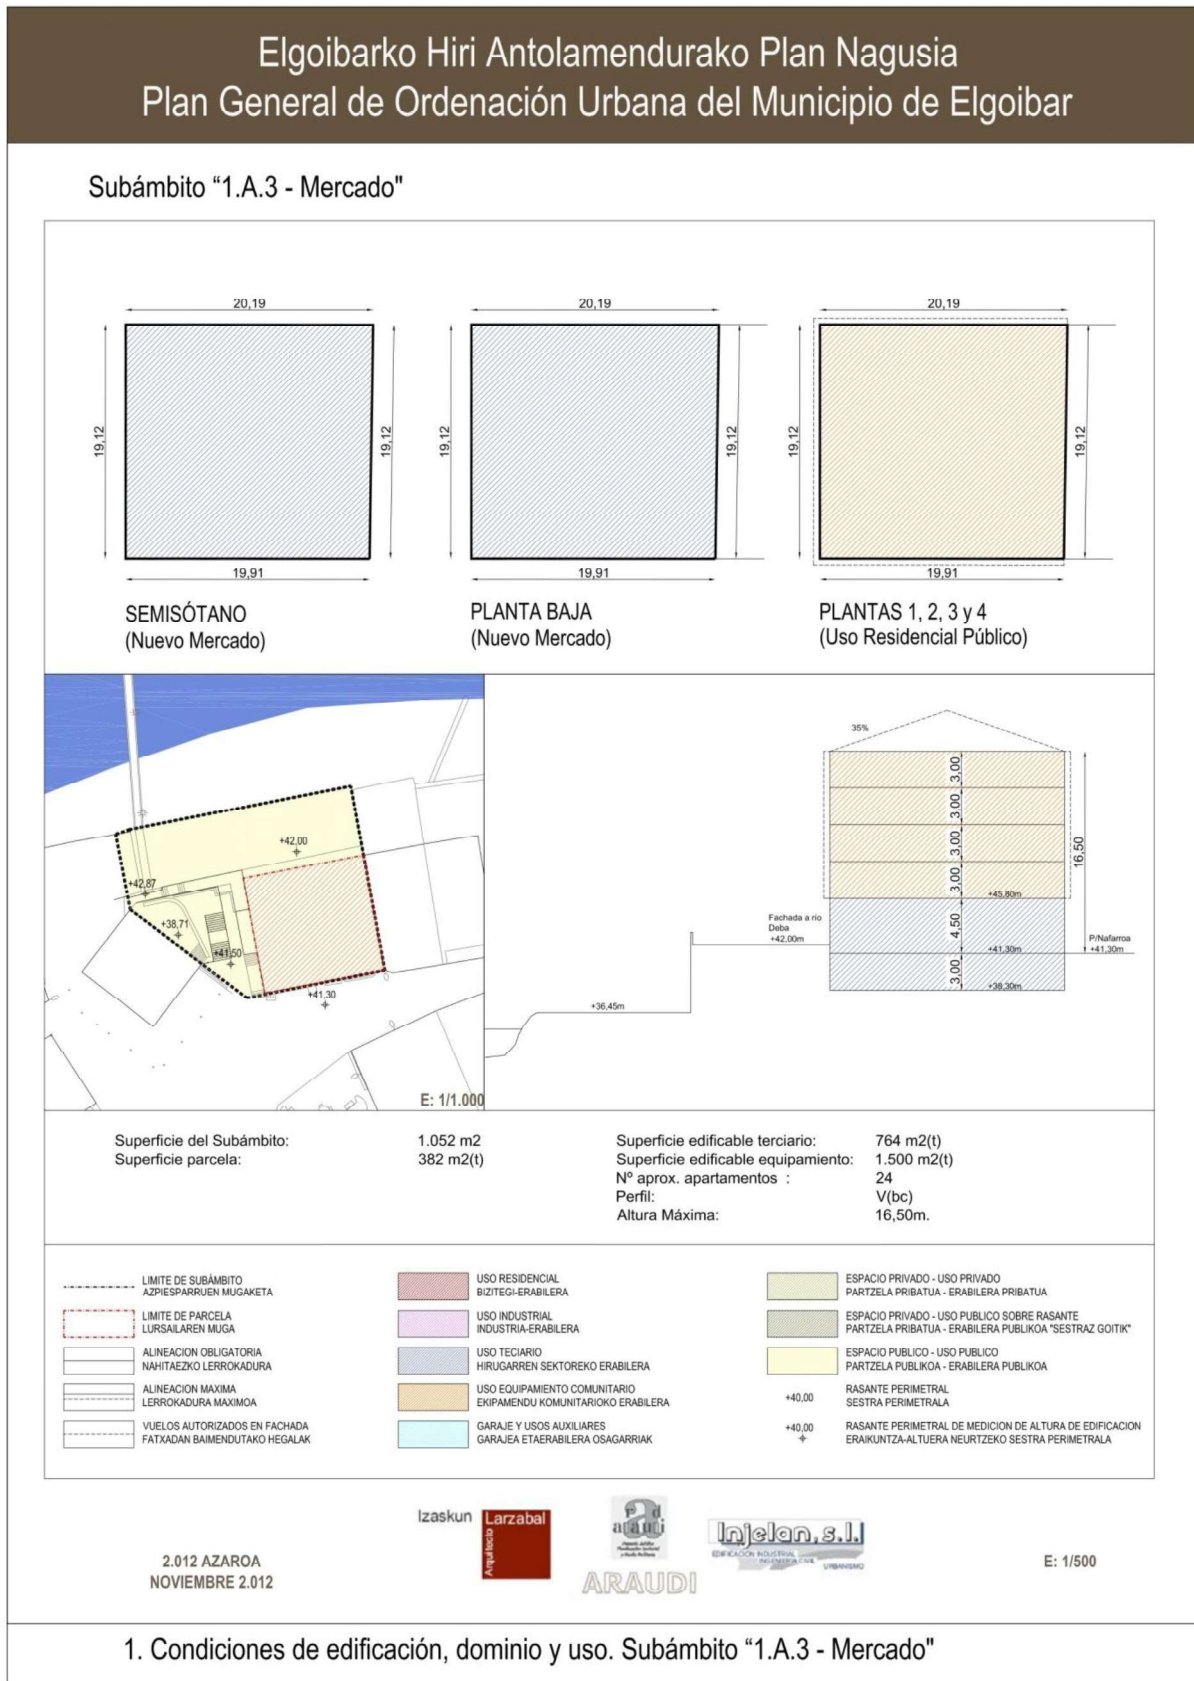 Elgoibarko Hiri Antolamendurako Plan Nagusia
Plan General de Ordenación Urbana del Municipio de Elgoibar
Subámbito “1.A.3 - Mercado"
20,19
20,19
20,19
19,12
19,12
19,12
19,12
19,12
19,12
19,91
19,91
19,91
SEMISÓTANO
(Nuevo Mercado)
PLANTA BAJA
(Nuevo Mercado)
PLANTAS 1, 2, 3 y 4
(Uso Residencial Público)
+42,00
+42,87
+38,71
+41,50
+41,30
E: 1/1.000
35%
3,00
3,00
3,00
3,00
16,50
+45,80m
4,50
Fachada a río
Deba
+42,00m
+41,30m
P/Nafarroa
+41,30m
3,00
+38,30m
+36,45m
Superficie del Subámbito: 1.052 m2
Superficie parcela: 382 m2(t)
Superficie edificable terciario: 764 m2(t)
Superficie edificable equipamiento: 1.500 m2(t)
Nº aprox. apartamentos : 24
Perfil: V(bc)
Altura Máxima: 16,50m.
LIMITE DE SUBÁMBITO
AZPIESPARRUEN MUGAKETA
LIMITE DE PARCELA
LURSAILAREN MUGA
ALINEACION OBLIGATORIA
NAHITAEZKO LERROKADURA
ALINEACION MAXIMA
LERROKADURA MAXIMOA
VUELOS AUTORIZADOS EN FACHADA
FATXADAN BAIMENDUTAKO HEGALAK
USO RESIDENCIAL
BIZITEGI-ERABILERA
USO INDUSTRIAL
INDUSTRIA-ERABILERA
USO TECIARIO
HIRUGARREN SEKTOREKO ERABILERA
USO EQUIPAMIENTO COMUNITARIO
EKIPAMENDU KOMUNITARIOKO ERABILERA
GARAJE Y USOS AUXILIARES
GARAJEA ETAERABILERA OSAGARRIAK
ESPACIO PRIVADO - USO PRIVADO
PARTZELA PRIBATUA - ERABILERA PRIBATUA
ESPACIO PRIVADO - USO PUBLICO SOBRE RASANTE
PARTZELA PRIBATUA - ERABILERA PUBLIKOA "SESTRAZ GOITIK"
ESPACIO PUBLICO - USO PUBLICO
PARTZELA PUBLIKOA - ERABILERA PUBLIKOA
+40,00
RASANTE PERIMETRAL
SESTRA PERIMETRALA
+40,00
RASANTE PERIMETRAL DE MEDICION DE ALTURA DE EDIFICACION
ERAIKUNTZA-ALTUERA NEURTZEKO SESTRA PERIMETRALA
2.012 AZAROA
NOVIEMBRE 2.012
Izaskun Larzabal
Arquitecto
araudi
ARAUDI
Injelan, s.l.
EDIFICACION INDUSTRIAL
INGENIERIA CIVIL
URBANISMO
E: 1/500
1. Condiciones de edificación, dominio y uso. Subámbito “1.A.3 - Mercado"